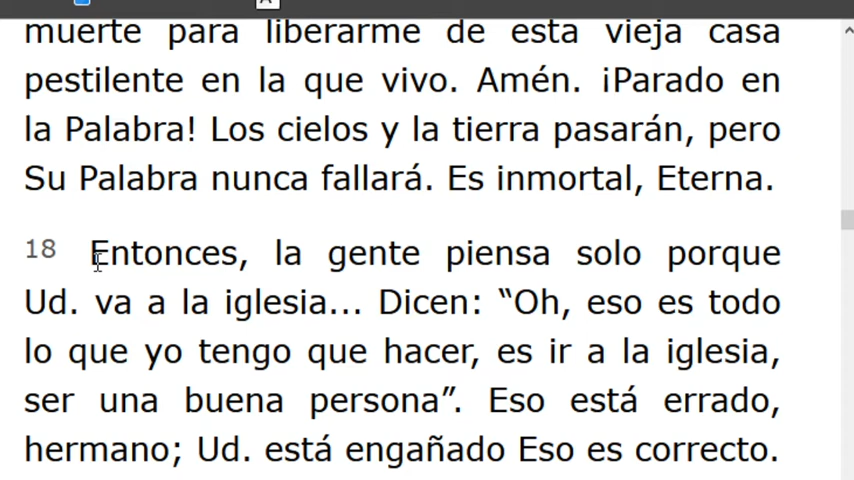 muerte para liberarme de esta vieja casa
pestilente en la que vivo. Amén. ¡Parado en
la Palabra! Los cielos y la tierra pasarán, pero
Su Palabra nunca fallará. Es inmortal, Eterna.
18 Entonces, la gente piensa solo porque
Ud. va a la iglesia... Dicen: “Oh, eso es todo
lo que yo tengo que hacer, es ir a la iglesia,
ser una buena persona”. Eso está errado,
hermano; Ud. está engañado Eso es correcto.